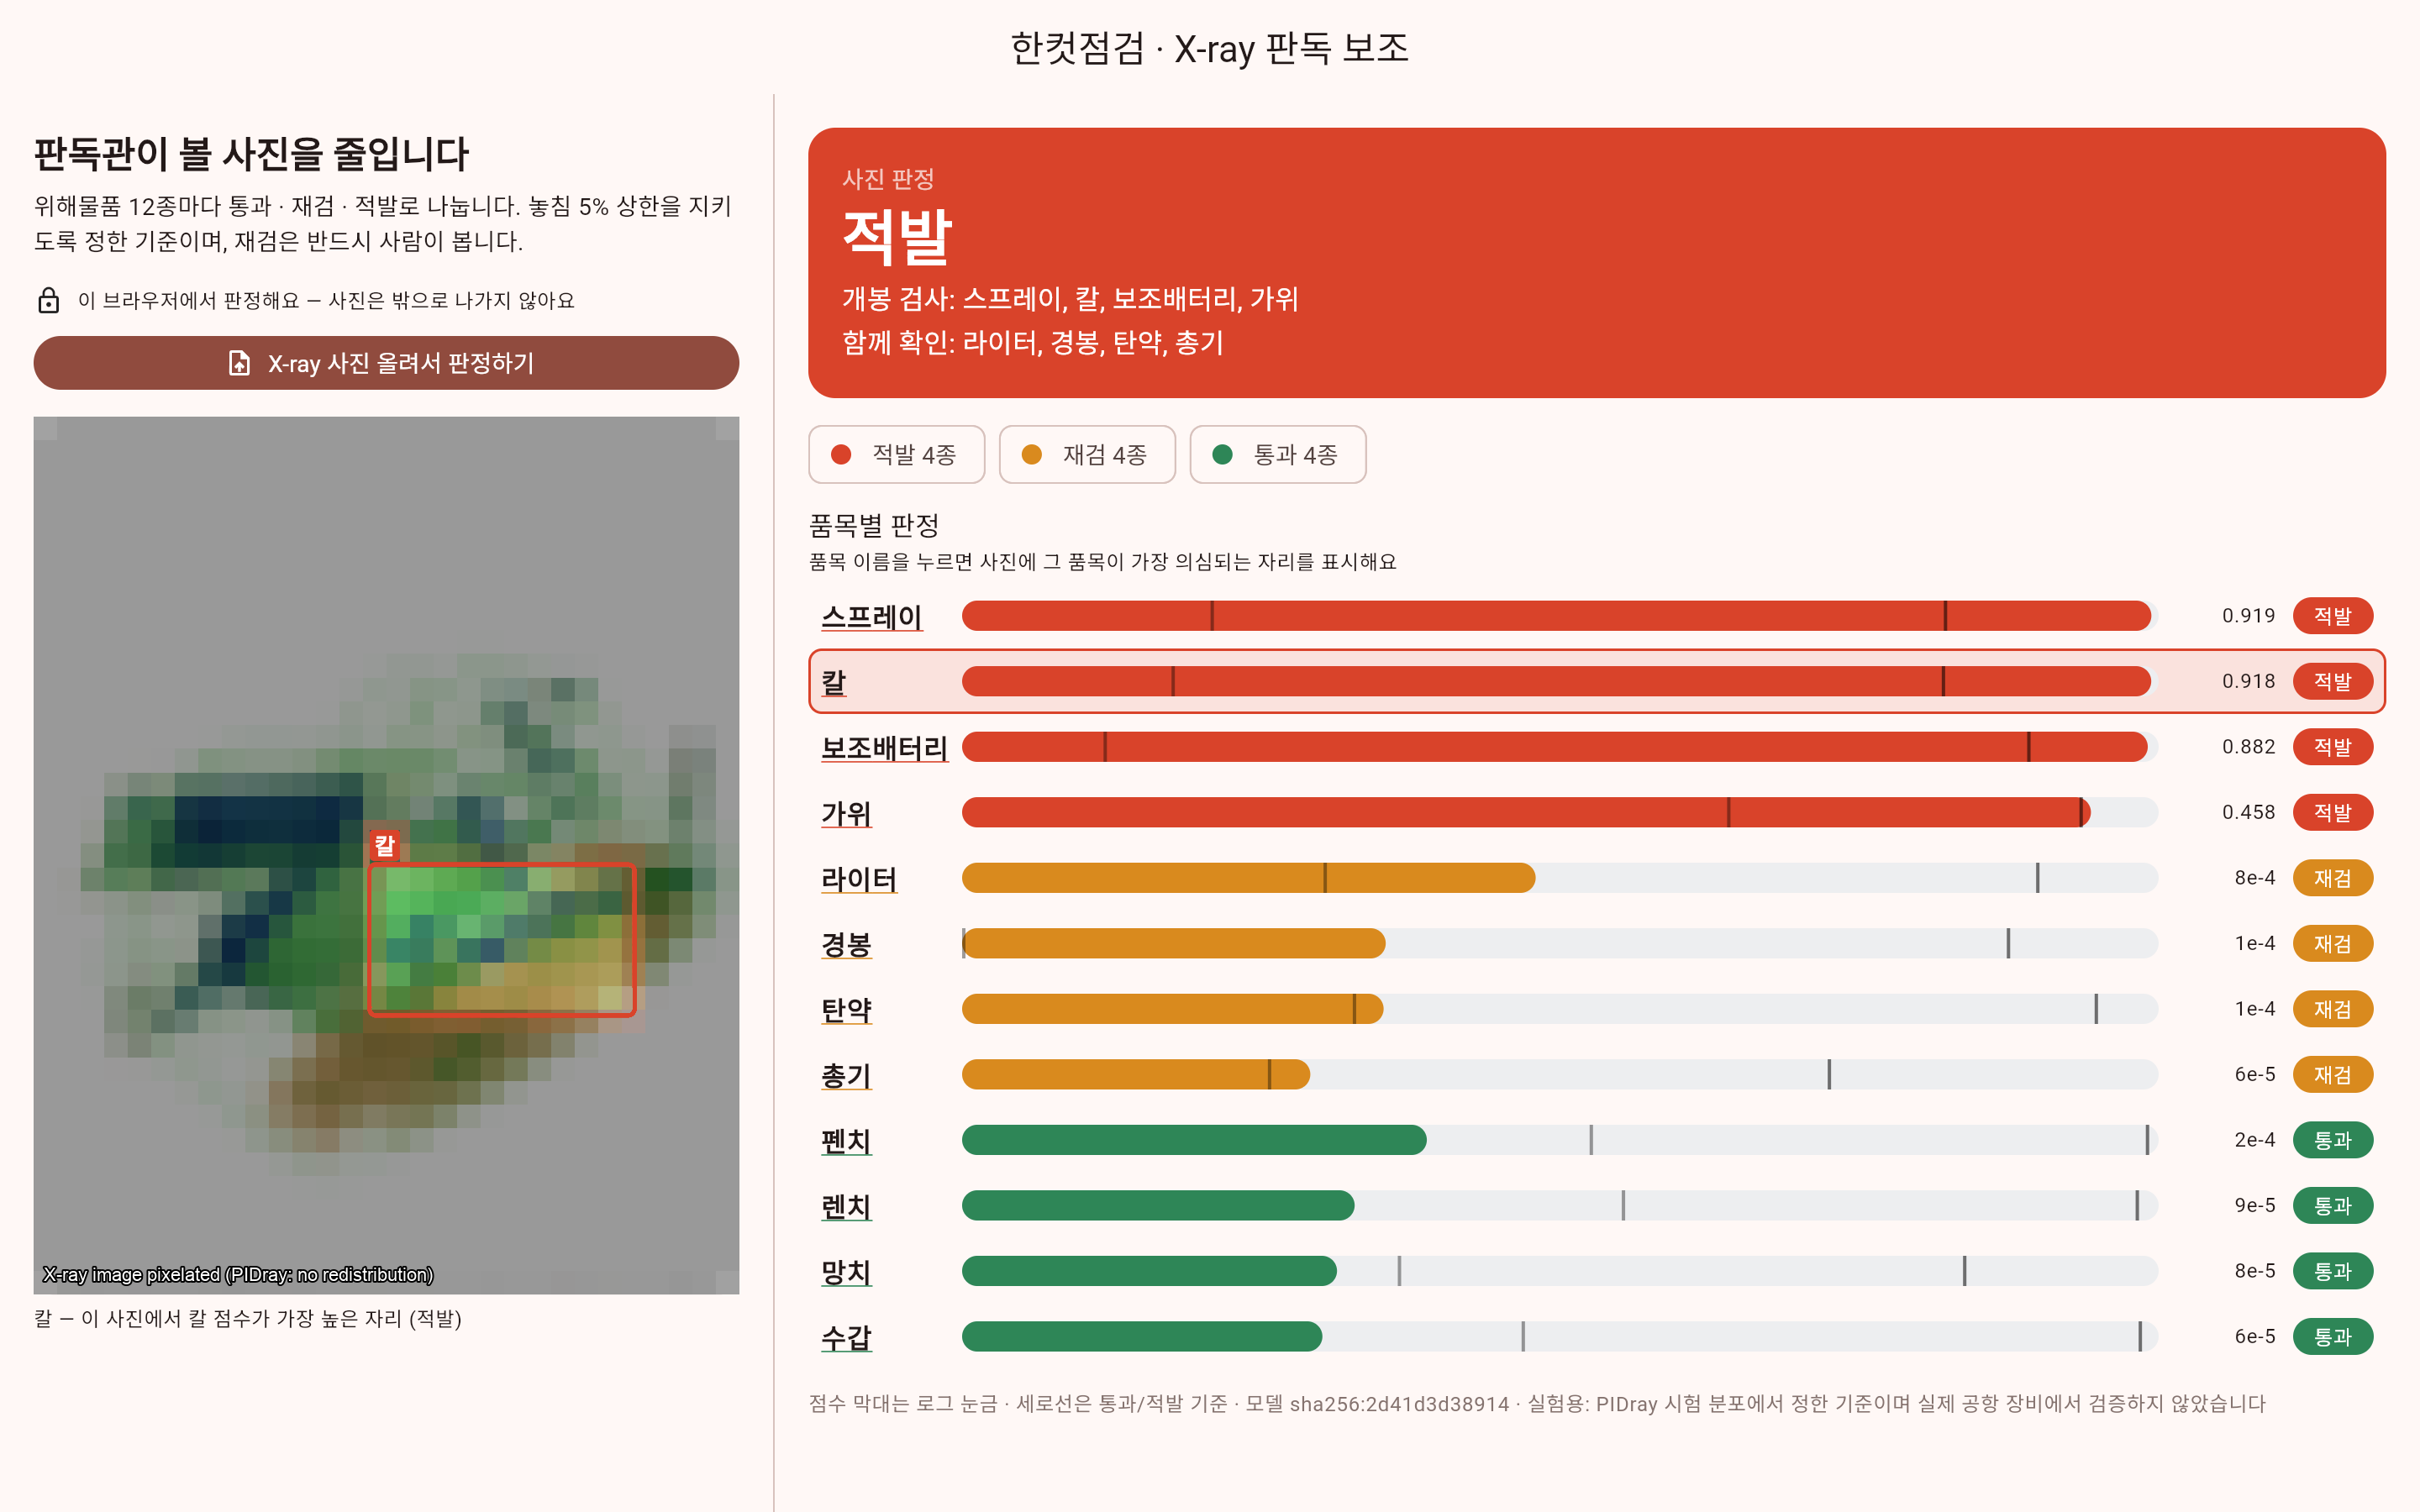 한컷점검 · X-ray 판독 보조
판독관이 볼 사진을 줄입니다
위해물품 12종마다 통과 · 재검 · 적발로 나눕니다. 놓침 5% 상한을 지키
도록 정한 기준이며, 재검은 반드시 사람이 봅니다.
이 브라우저에서 판정해요 – 사진은 밖으로 나가지 않아요
X-ray 사진 올려서 판정하기
칼
X-ray image pixelated (PIDray: no redistribution)
칼 – 이 사진에서 칼 점수가 가장 높은 자리 (적발)
사진 판정
적발
개봉 검사: 스프레이, 칼, 보조배터리, 가위
함께 확인: 라이터, 경봉, 탄약, 총기
적발 4종 재검 4종 통과 4종
품목별 판정
품목 이름을 누르면 사진에 그 품목이 가장 의심되는 자리를 표시해요
스프레이 0.919 적발
칼 0.918 적발
보조배터리 0.882 적발
가위 0.458 적발
라이터 8e-4 재검
경봉 1e-4 재검
탄약 1e-4 재검
총기 6e-5 재검
펜치 2e-4 통과
렌치 9e-5 통과
망치 8e-5 통과
수갑 6e-5 통과
점수 막대는 로그 눈금 · 세로선은 통과/적발 기준 · 모델 sha256:2d41d3d38914 · 실험용: PIDray 시험 분포에서 정한 기준이며 실제 공항 장비에서 검증하지 않았습니다